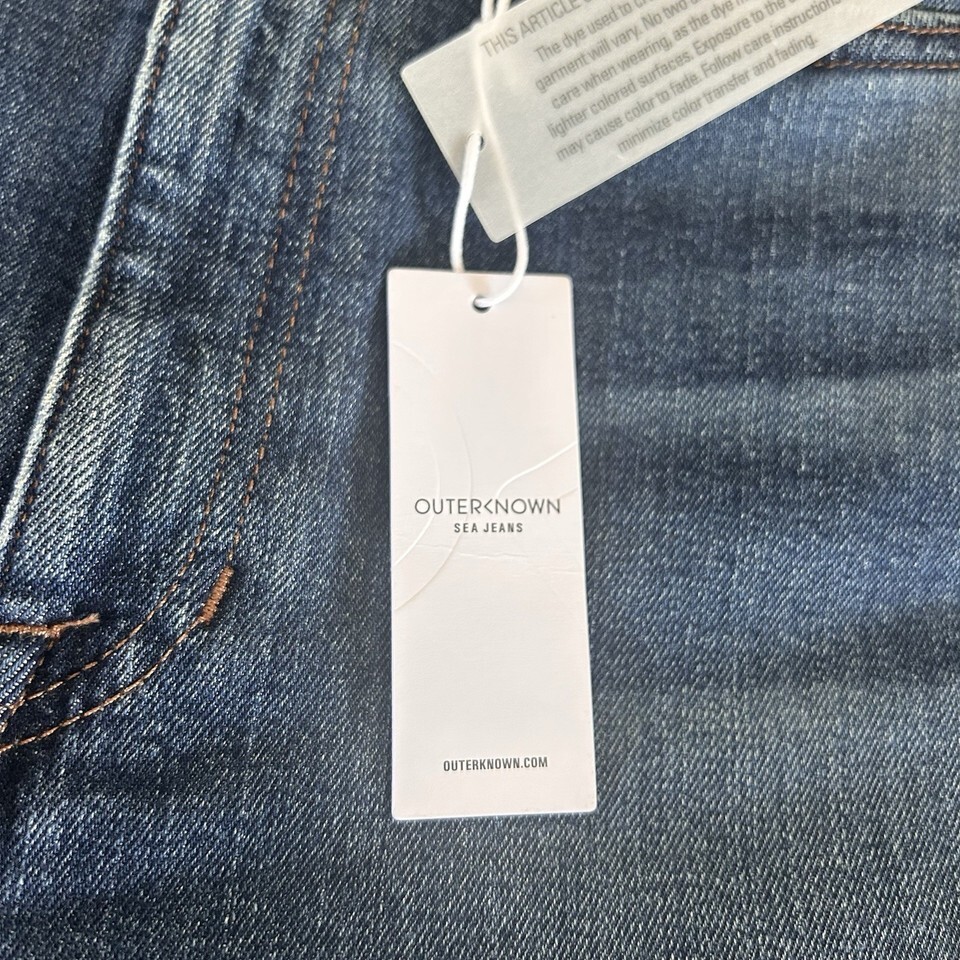 THIS ARTICLE
The dye used to
garment will vary. No two
care when wearing, as the dye
lighter colored surfaces. Exposure to the
may cause color to fade. Follow care instructions
minimize color transfer and fading.
OUTERKNOWN
SEA JEANS
OUTERKNOWN.COM